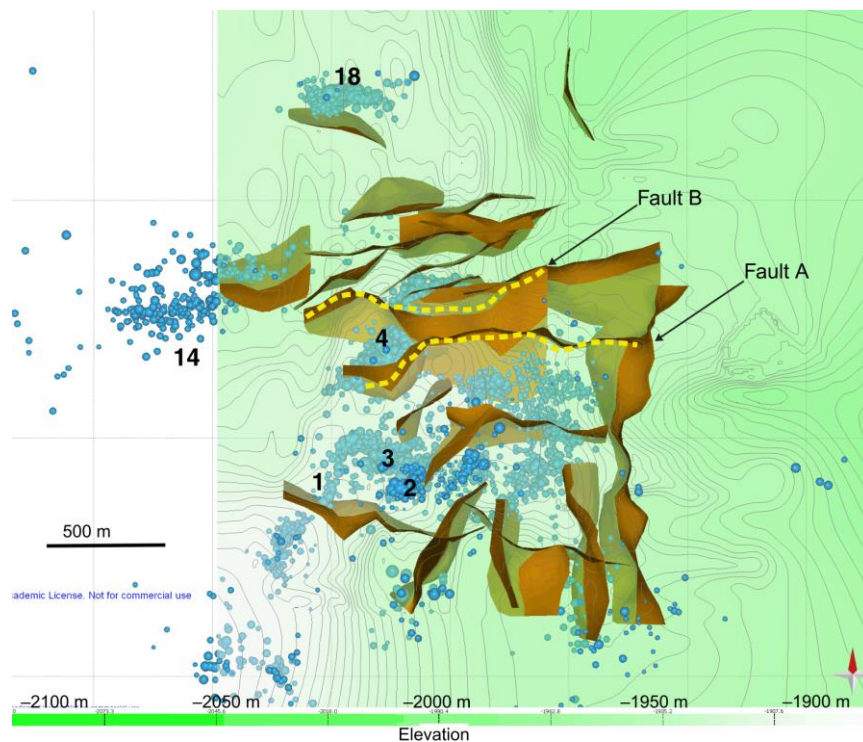 18
Fault B
Fault A
14
4
3
1
2
500 m
cademic License. Not for commercial use
−2100 m −2050 m −2000 m −1950 m −1900 m
Elevation